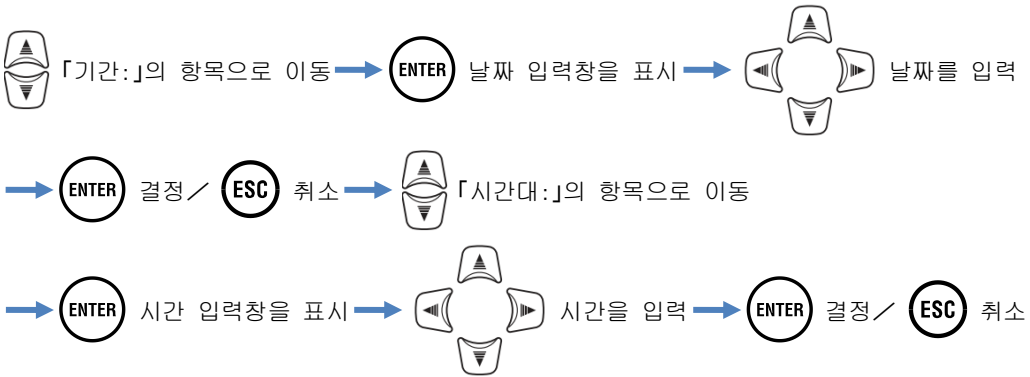 「기간:」의 항목으로 이동 ENTER 날짜 입력창을 표시 날짜를 입력
ENTER 결정／ ESC 취소 「시간대:」의 항목으로 이동
ENTER 시간 입력창을 표시 시간을 입력 ENTER 결정／ ESC 취소